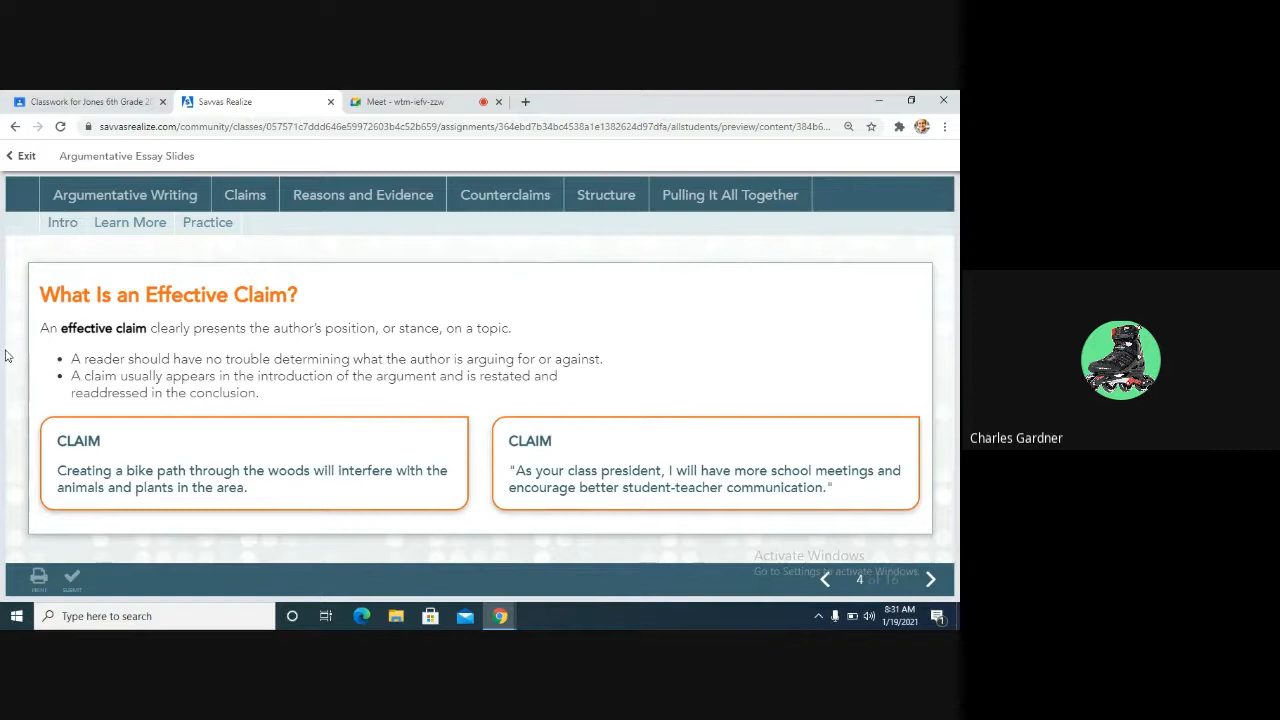 Classwork for Jones 6th Grade 2
Savvas Realize
Meet - wtm-iefv-zzw
savvasrealize.com/community/classes/057571c7ddd646e59972603b4c52b659/assignments/364ebd7b34bc4538a1e1382624d97dfa/allstudents/preview/content/384b6...
Exit
Argumentative Essay Slides
Argumentative Writing
Claims
Reasons and Evidence
Counterclaims
Structure
Pulling It All Together
Intro
Learn More
Practice
What Is an Effective Claim?
An effective claim clearly presents the author's position, or stance, on a topic.
• A reader should have no trouble determining what the author is arguing for or against.
• A claim usually appears in the introduction of the argument and is restated and
readdressed in the conclusion.
CLAIM
Creating a bike path through the woods will interfere with the
animals and plants in the area.
CLAIM
"As your class president, I will have more school meetings and
encourage better student-teacher communication."
Charles Gardner
Activate Windows
Go to Settings to activate Windows.
PRINT
SUBMIT
4 of 16
Type here to search
8:31 AM
1/19/2021
1